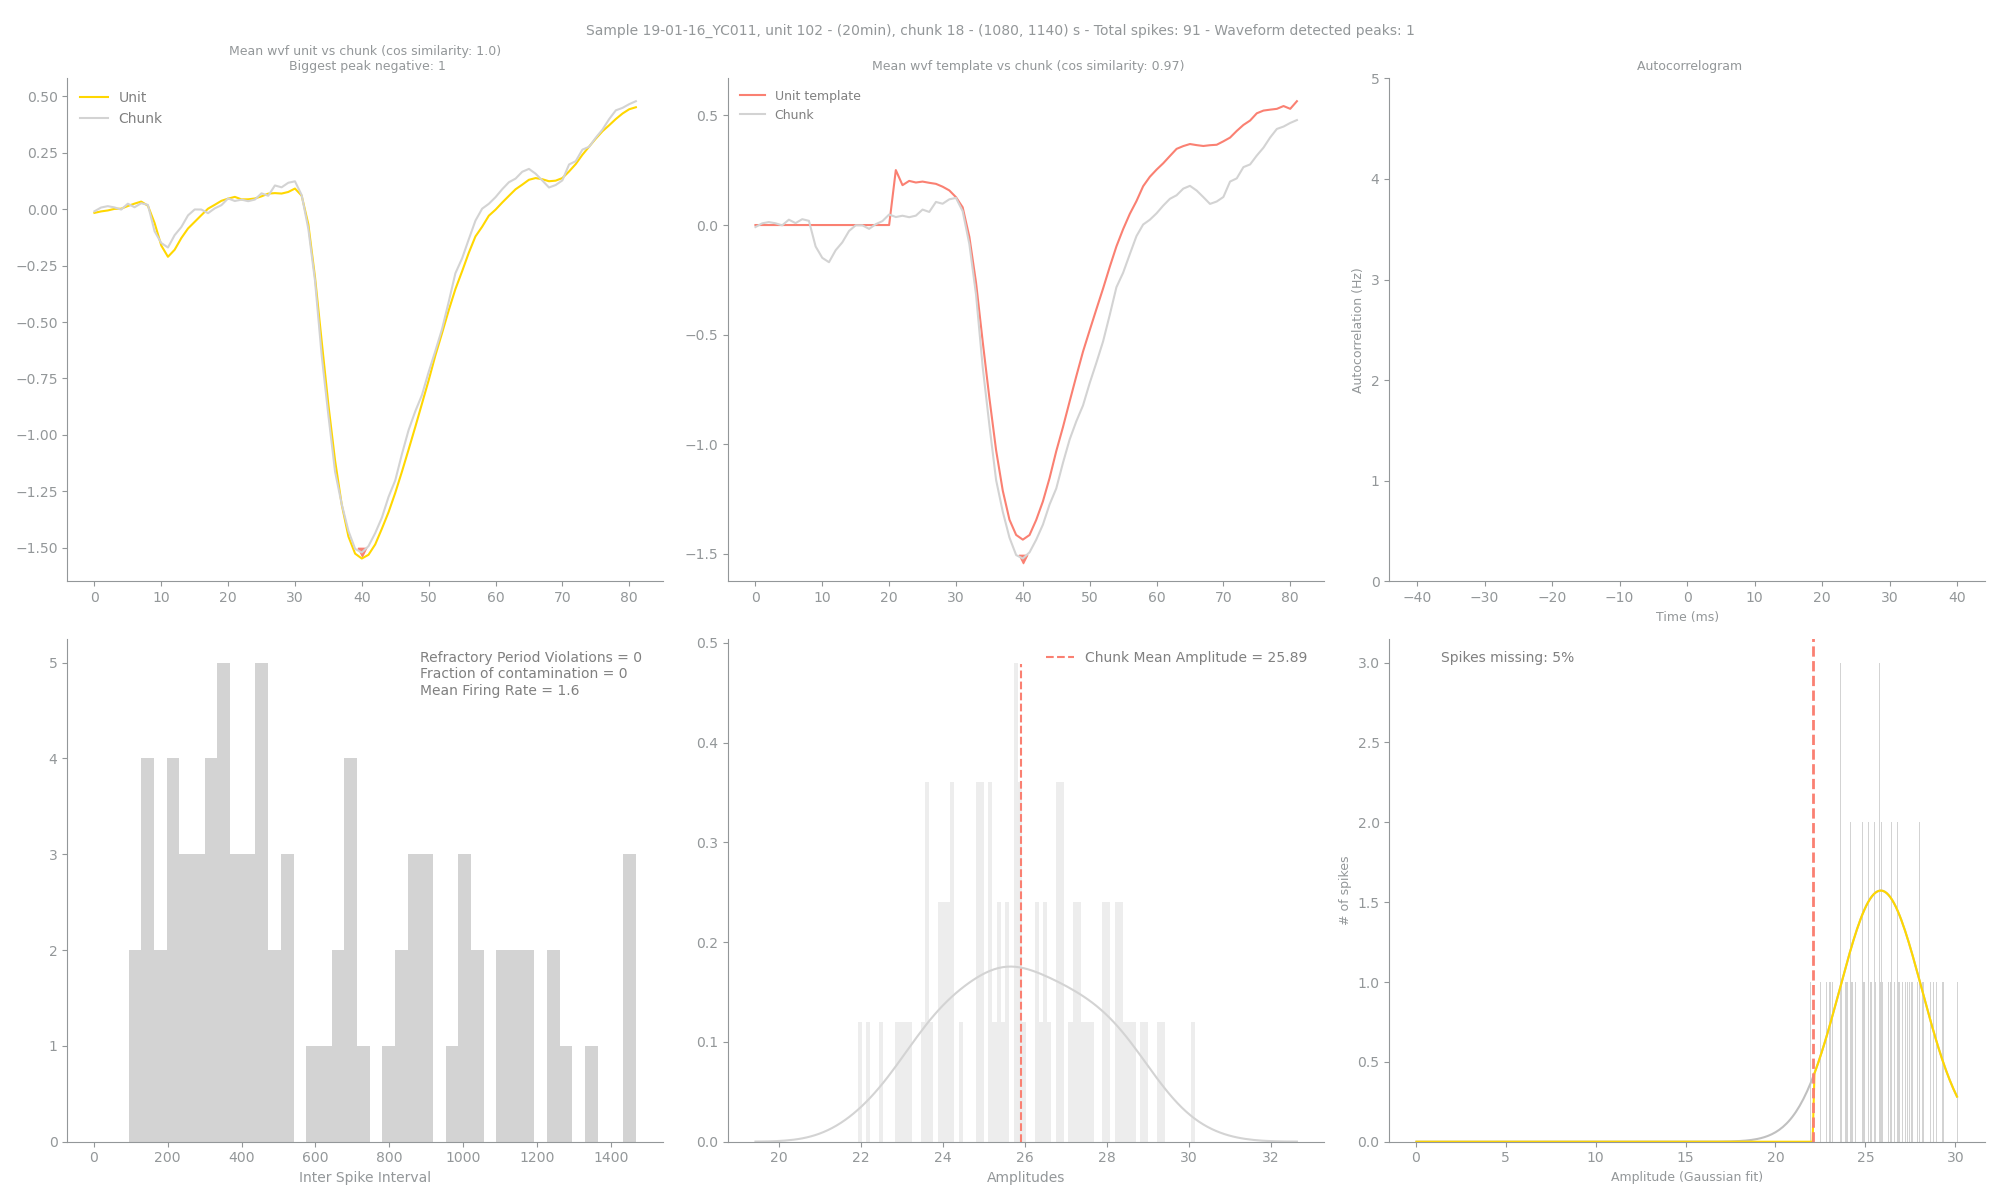 Sample 19-01-16_YC011, unit 102 - (20min), chunk 18 - (1080, 1140) s - Total spikes: 91 - Waveform detected peaks: 1
Mean wvf unit vs chunk (cos similarity: 1.0)
Biggest peak negative: 1
Unit
Chunk
0.50
0.25
0.00
−0.25
−0.50
−0.75
−1.00
−1.25
−1.50
0 10 20 30 40 50 60 70 80
Mean wvf template vs chunk (cos similarity: 0.97)
Unit template
Chunk
0.5
0.0
−0.5
−1.0
−1.5
0 10 20 30 40 50 60 70 80
Autocorrelogram
Autocorrelation (Hz)
5
4
3
2
1
0
−40 −30 −20 −10 0 10 20 30 40
Time (ms)
Refractory Period Violations = 0
Fraction of contamination = 0
Mean Firing Rate = 1.6
5
4
3
2
1
0
0 200 400 600 800 1000 1200 1400
Inter Spike Interval
Chunk Mean Amplitude = 25.89
0.5
0.4
0.3
0.2
0.1
0.0
20 22 24 26 28 30 32
Amplitudes
Spikes missing: 5%
# of spikes
3.0
2.5
2.0
1.5
1.0
0.5
0.0
0 5 10 15 20 25 30
Amplitude (Gaussian fit)